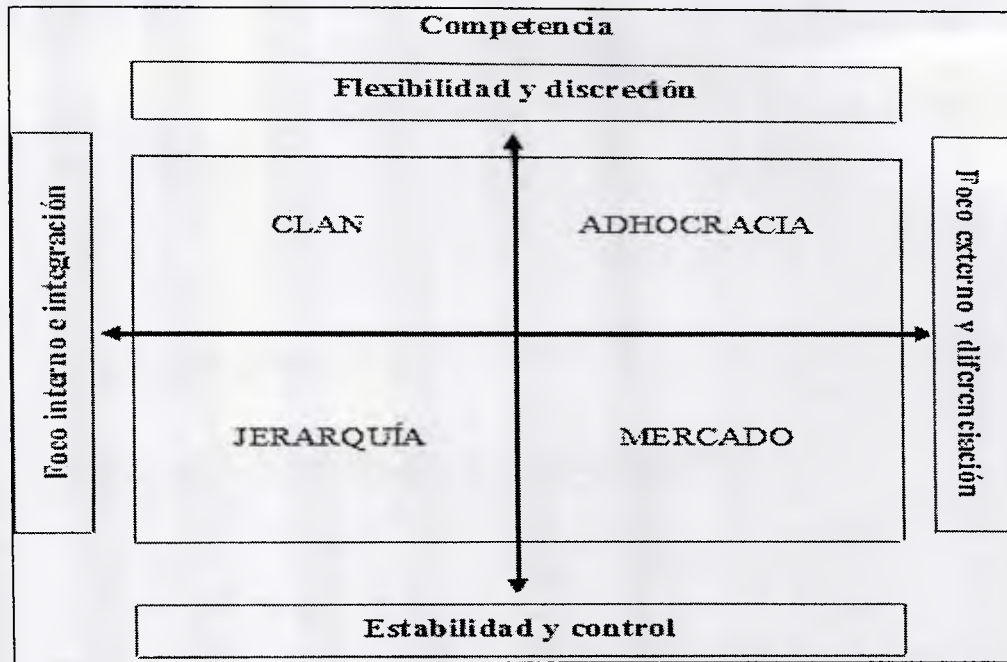 Competencia
Flexibilidad y discreción
Foco interno e integración
CLAN
ADHOCRACIA
Foco externo y diferenciación
JERARQUÍA
MERCADO
Estabilidad y control